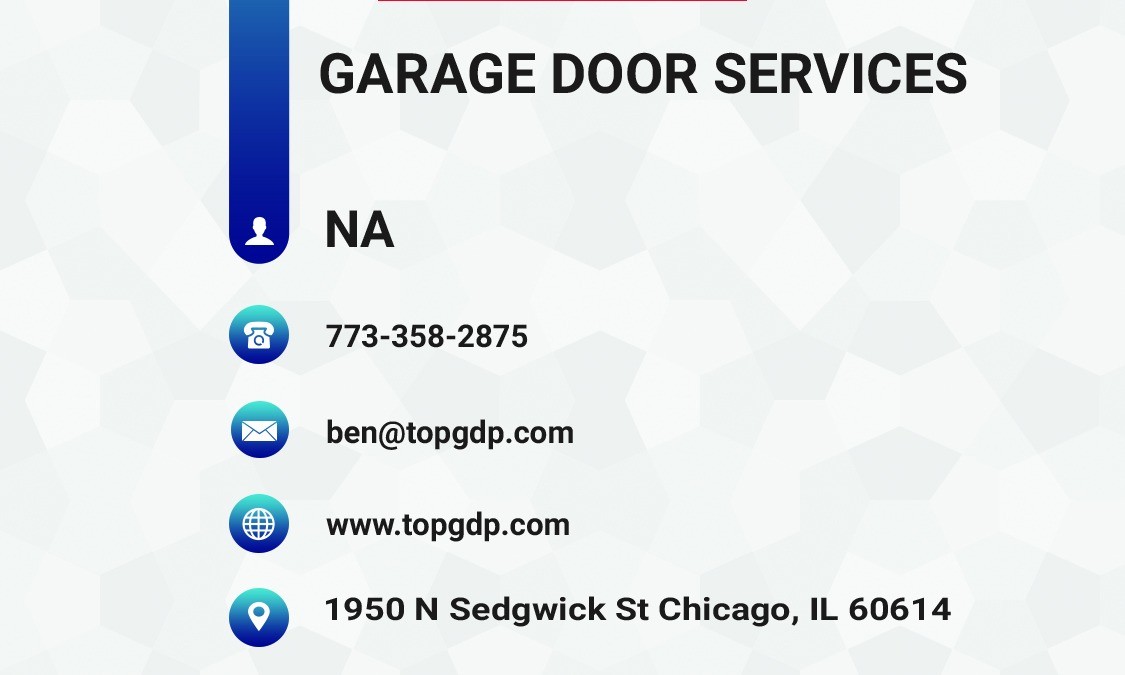 GARAGE DOOR SERVICES
NA
773-358-2875
ben@topgdp.com
www.topgdp.com
1950 N Sedgwick St Chicago, IL 60614